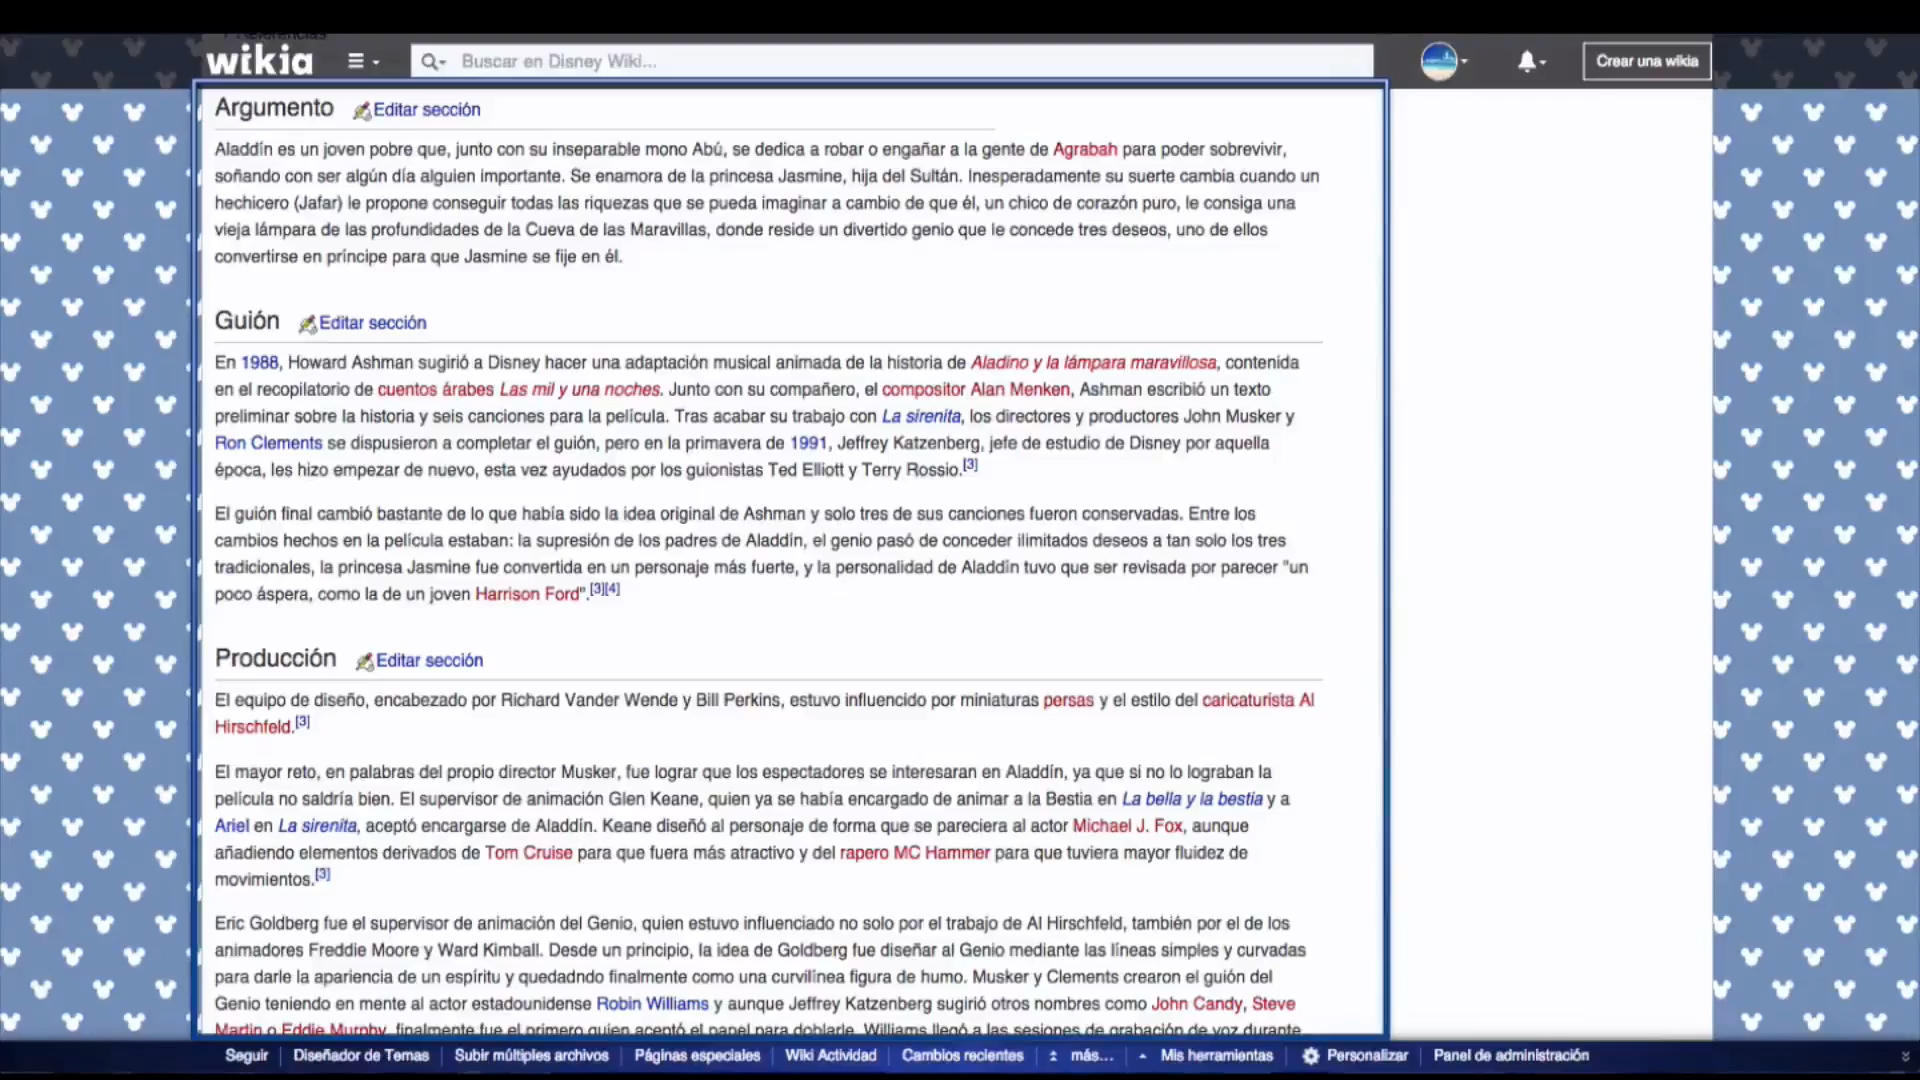 Referencias
wikia
Buscar en Disney Wiki...
Crear una wikia
Argumento Editar sección
Aladdín es un joven pobre que, junto con su inseparable mono Abú, se dedica a robar o engañar a la gente de Agrabah para poder sobrevivir,
soñando con ser algún día alguien importante. Se enamora de la princesa Jasmine, hija del Sultán. Inesperadamente su suerte cambia cuando un
hechicero (Jafar) le propone conseguir todas las riquezas que se pueda imaginar a cambio de que él, un chico de corazón puro, le consiga una
vieja lámpara de las profundidades de la Cueva de las Maravillas, donde reside un divertido genio que le concede tres deseos, uno de ellos
convertirse en príncipe para que Jasmine se fije en él.
Guión Editar sección
En 1988, Howard Ashman sugirió a Disney hacer una adaptación musical animada de la historia de Aladino y la lámpara maravillosa, contenida
en el recopilatorio de cuentos árabes Las mil y una noches. Junto con su compañero, el compositor Alan Menken, Ashman escribió un texto
preliminar sobre la historia y seis canciones para la película. Tras acabar su trabajo con La sirenita, los directores y productores John Musker y
Ron Clements se dispusieron a completar el guión, pero en la primavera de 1991, Jeffrey Katzenberg, jefe de estudio de Disney por aquella
época, les hizo empezar de nuevo, esta vez ayudados por los guionistas Ted Elliott y Terry Rossio.[3]
El guión final cambió bastante de lo que había sido la idea original de Ashman y solo tres de sus canciones fueron conservadas. Entre los
cambios hechos en la película estaban: la supresión de los padres de Aladdín, el genio pasó de conceder ilimitados deseos a tan solo los tres
tradicionales, la princesa Jasmine fue convertida en un personaje más fuerte, y la personalidad de Aladdín tuvo que ser revisada por parecer "un
poco áspera, como la de un joven Harrison Ford".[3][4]
Producción Editar sección
El equipo de diseño, encabezado por Richard Vander Wende y Bill Perkins, estuvo influencido por miniaturas persas y el estilo del caricaturista Al
Hirschfeld.[3]
El mayor reto, en palabras del propio director Musker, fue lograr que los espectadores se interesaran en Aladdín, ya que si no lo lograban la
película no saldría bien. El supervisor de animación Glen Keane, quien ya se había encargado de animar a la Bestia en La bella y la bestia y a
Ariel en La sirenita, aceptó encargarse de Aladdín. Keane diseñó al personaje de forma que se pareciera al actor Michael J. Fox, aunque
añadiendo elementos derivados de Tom Cruise para que fuera más atractivo y del rapero MC Hammer para que tuviera mayor fluidez de
movimientos.[3]
Eric Goldberg fue el supervisor de animación del Genio, quien estuvo influenciado no solo por el trabajo de Al Hirschfeld, también por el de los
animadores Freddie Moore y Ward Kimball. Desde un principio, la idea de Goldberg fue diseñar al Genio mediante las líneas simples y curvadas
para darle la apariencia de un espíritu y quedadndo finalmente como una curvilínea figura de humo. Musker y Clements crearon el guión del
Genio teniendo en mente al actor estadounidense Robin Williams y aunque Jeffrey Katzenberg sugirió otros nombres como John Candy, Steve
Martin o Eddie Murphy, finalmente fue el primero quien aceptó el papel para doblarle. Williams llegó a las sesiones de grabación de voz durante
Seguir Diseñador de Temas Subir múltiples archivos Páginas especiales Wiki Actividad Cambios recientes más... Mis herramientas Personalizar Panel de administración